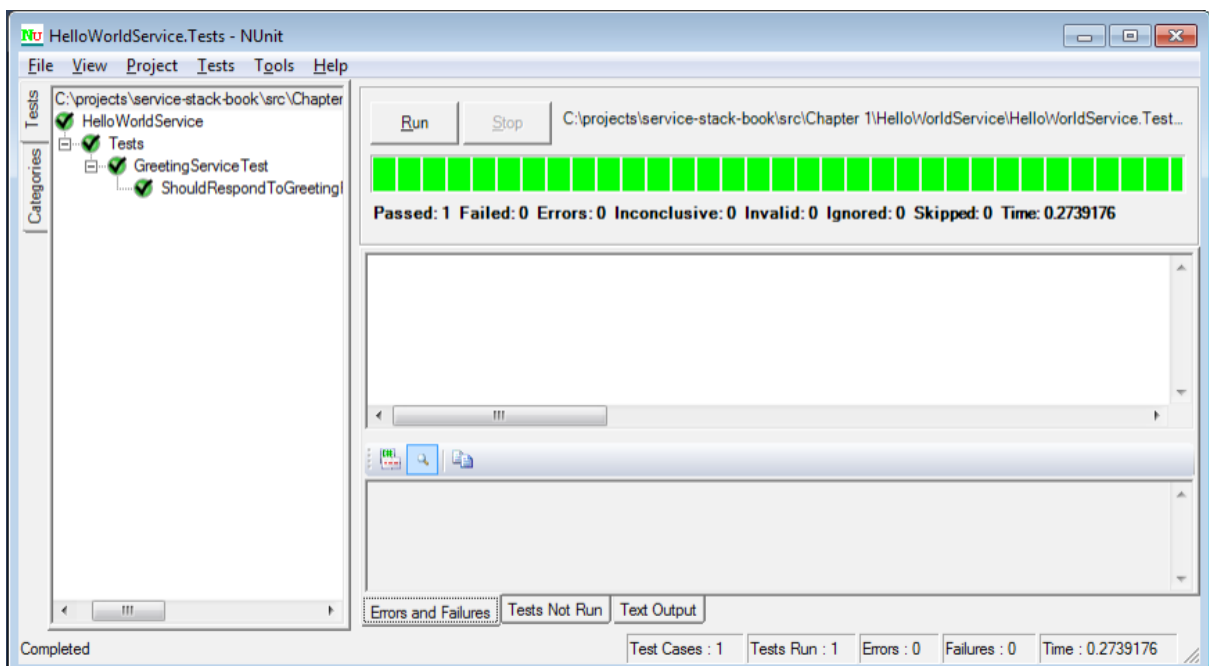 NU HelloWorldService.Tests - NUnit
File View Project Tests Tools Help
Tests
Categories
C:\projects\service-stack-book\src\Chapter
HelloWorldService
Tests
GreetingServiceTest
ShouldRespondToGreeting
Run Stop C:\projects\service-stack-book\src\Chapter 1\HelloWorldService\HelloWorldService.Test...
Passed: 1 Failed: 0 Errors: 0 Inconclusive: 0 Invalid: 0 Ignored: 0 Skipped: 0 Time: 0.2739176
Errors and Failures Tests Not Run Text Output
Completed Test Cases : 1 Tests Run : 1 Errors : 0 Failures : 0 Time : 0.2739176